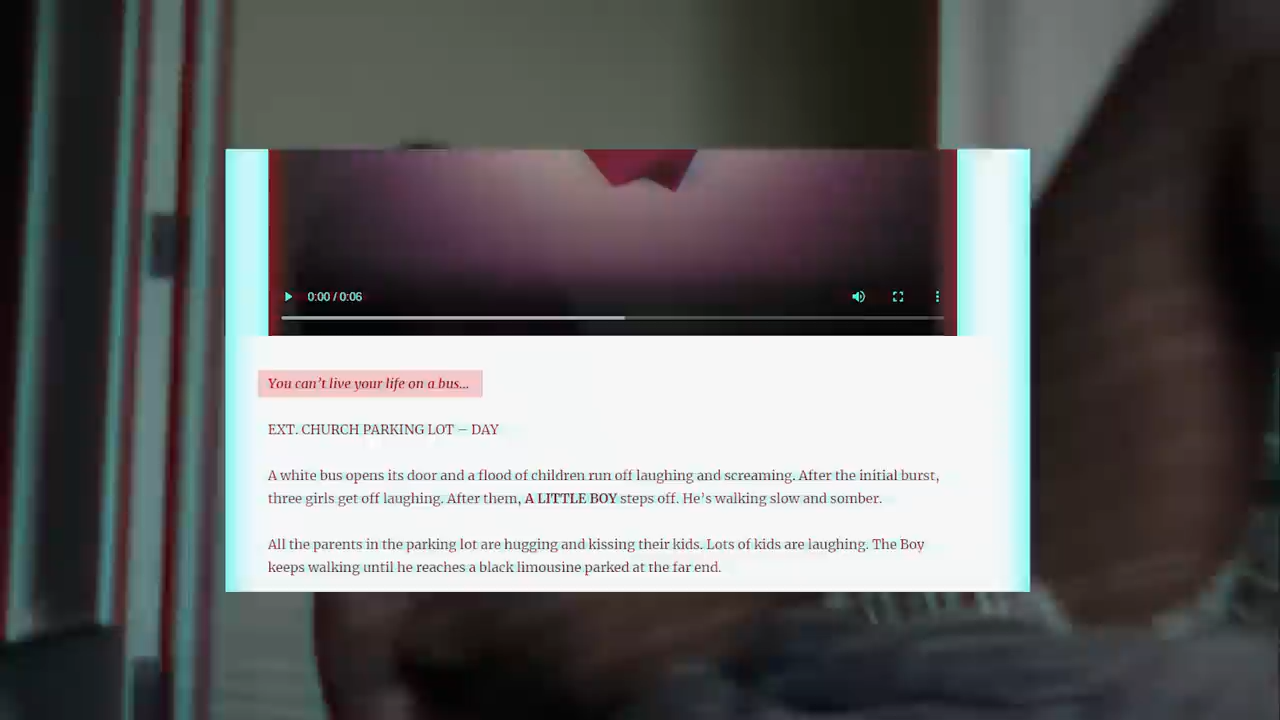 0:00 / 0:06
You can’t live your life on a bus…
EXT. CHURCH PARKING LOT – DAY
A white bus opens its door and a flood of children run off laughing and screaming. After the initial burst,
three girls get off laughing. After them, A LITTLE BOY steps off. He’s walking slow and somber.
All the parents in the parking lot are hugging and kissing their kids. Lots of kids are laughing. The Boy
keeps walking until he reaches a black limousine parked at the far end.